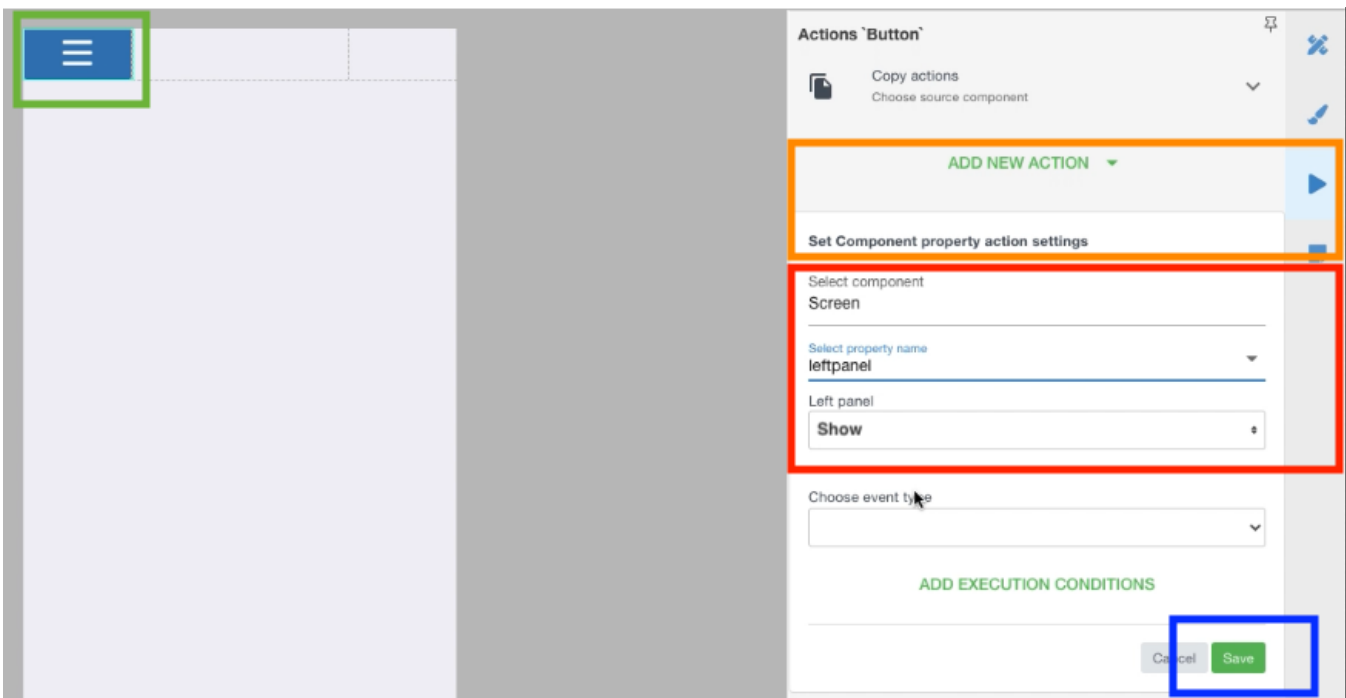 Actions `Button`
Copy actions
Choose source component
ADD NEW ACTION
Set Component property action settings
Select component
Screen
Select property name
leftpanel
Left panel
Show
Choose event type
ADD EXECUTION CONDITIONS
Cancel Save